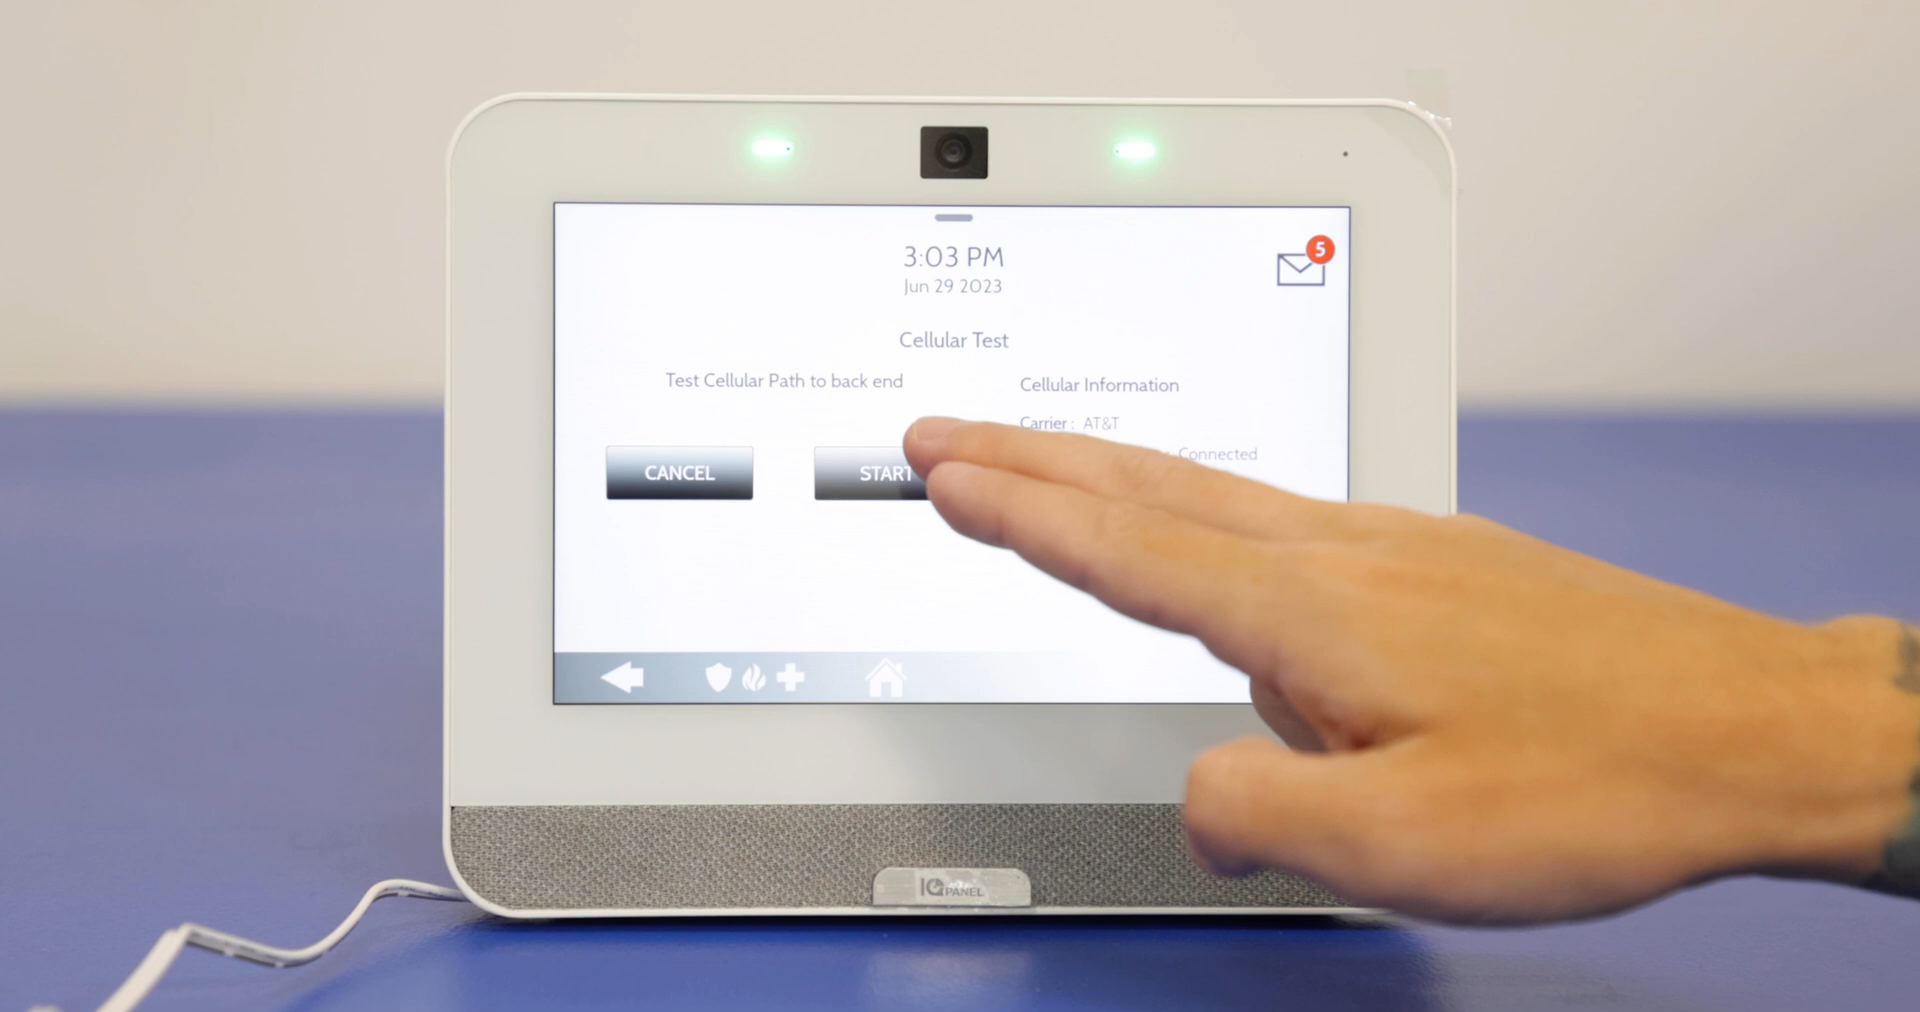 3:03 PM
5
Jun 29 2023
Cellular Test
Test Cellular Path to back end
Cellular Information
Carrier : AT&T
Connected
CANCEL
START
IQ PANEL